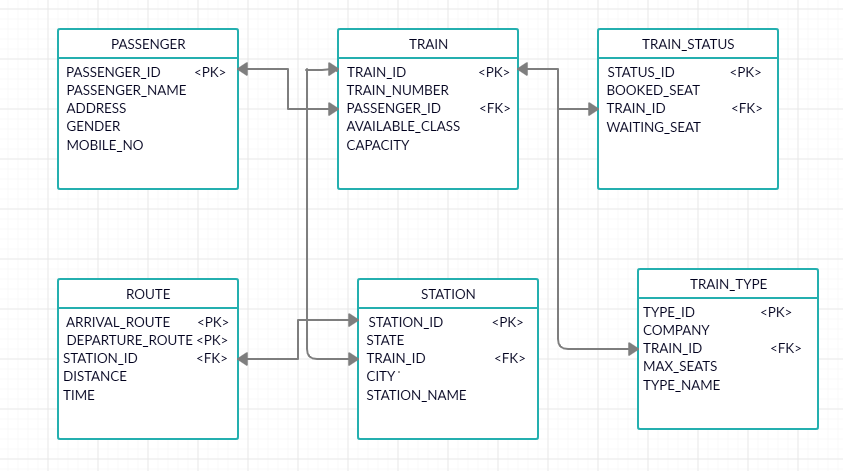 PASSENGER
PASSENGER_ID <PK>
PASSENGER_NAME
ADDRESS
GENDER
MOBILE_NO
TRAIN
TRAIN_ID <PK>
TRAIN_NUMBER
PASSENGER_ID <FK>
AVAILABLE_CLASS
CAPACITY
TRAIN_STATUS
STATUS_ID <PK>
BOOKED_SEAT
TRAIN_ID <FK>
WAITING_SEAT
ROUTE
ARRIVAL_ROUTE <PK>
DEPARTURE_ROUTE <PK>
STATION_ID <FK>
DISTANCE
TIME
STATION
STATION_ID <PK>
STATE
TRAIN_ID <FK>
CITY '
STATION_NAME
TRAIN_TYPE
TYPE_ID <PK>
COMPANY
TRAIN_ID <FK>
MAX_SEATS
TYPE_NAME